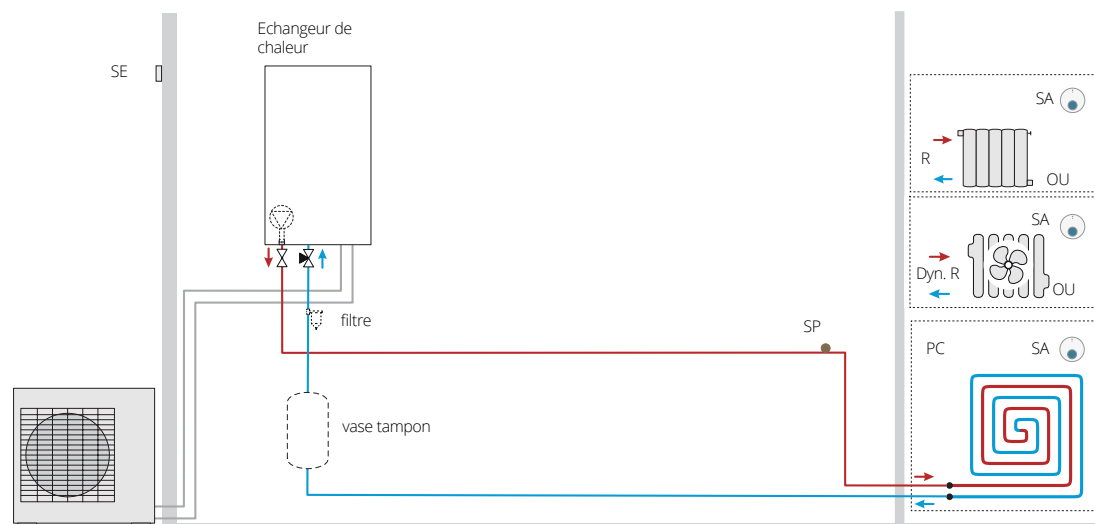 Echangeur de
chaleur
SE
SA
R
OU
SA
Dyn. R
OU
filtre
SP
PC
SA
vase tampon